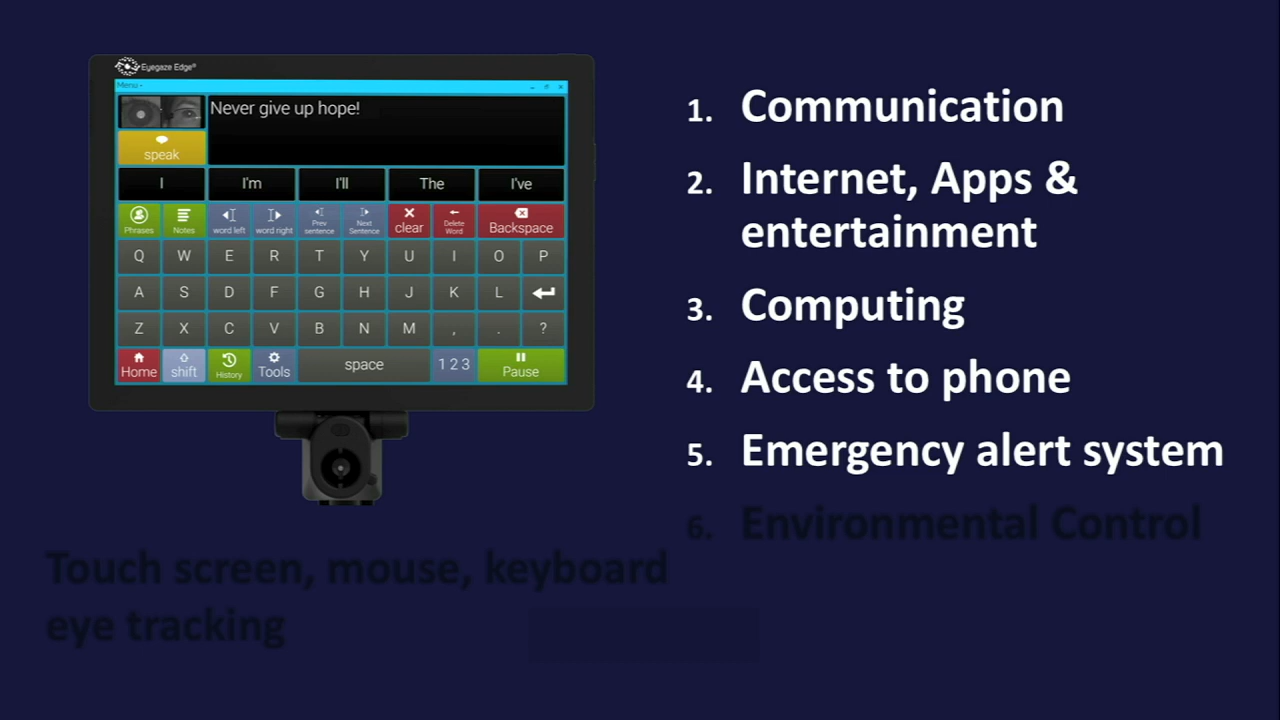 Eyegaze Edge®
Menu
Never give up hope!
speak
I I'm I'll The I've
Phrases Notes word left word right Prev sentence Next Sentence clear Delete Word Backspace
Q W E R T Y U I O P
A S D F G H J K L
Z X C V B N M , . ?
Home shift History Tools space 1 2 3 Pause
1. Communication
2. Internet, Apps &
entertainment
3. Computing
4. Access to phone
5. Emergency alert system
6. Environmental Control
Touch screen, mouse, keyboard
eye tracking